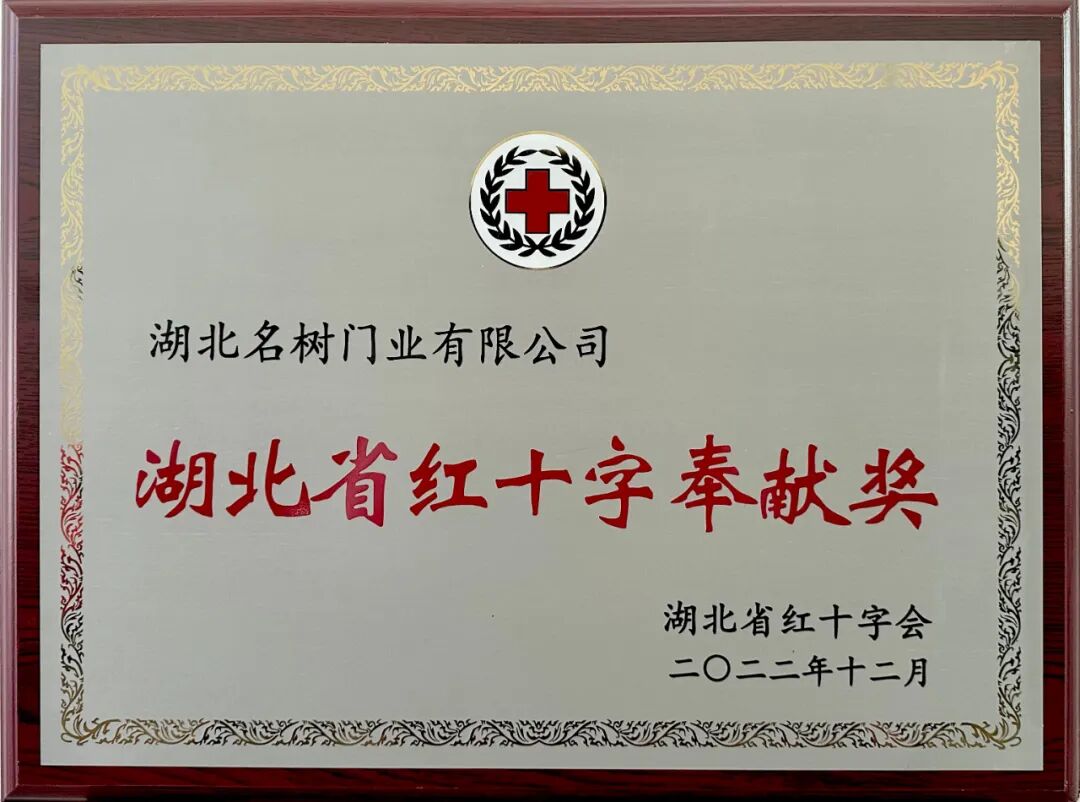 湖北名树门业有限公司
湖北省红十字奉献奖
湖北省红十字会
二〇二二年十二月